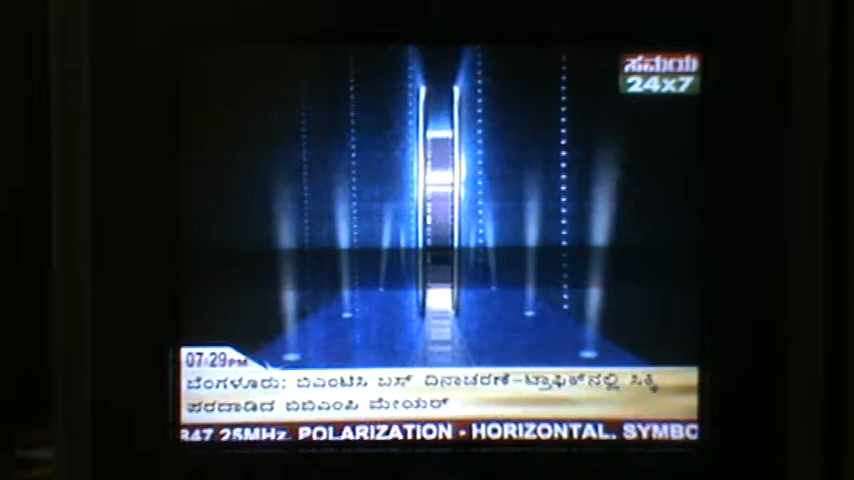 ಸಮಯ
24x7
07:29PM
ಬೆಂಗಳೂರು: ಬಿಎಂಟಿಸಿ ಬಸ್ ದಿನಾಚರಣೆ-ಟ್ರಾಫಿಕ್‌ನಲ್ಲಿ ಸಿಕ್ಕಿ
ಪರದಾಡಿದ ಬಿಬಿಎಂಪಿ ಮೇಯರ್
347.25MHz. POLARIZATION - HORIZONTAL. SYMBO